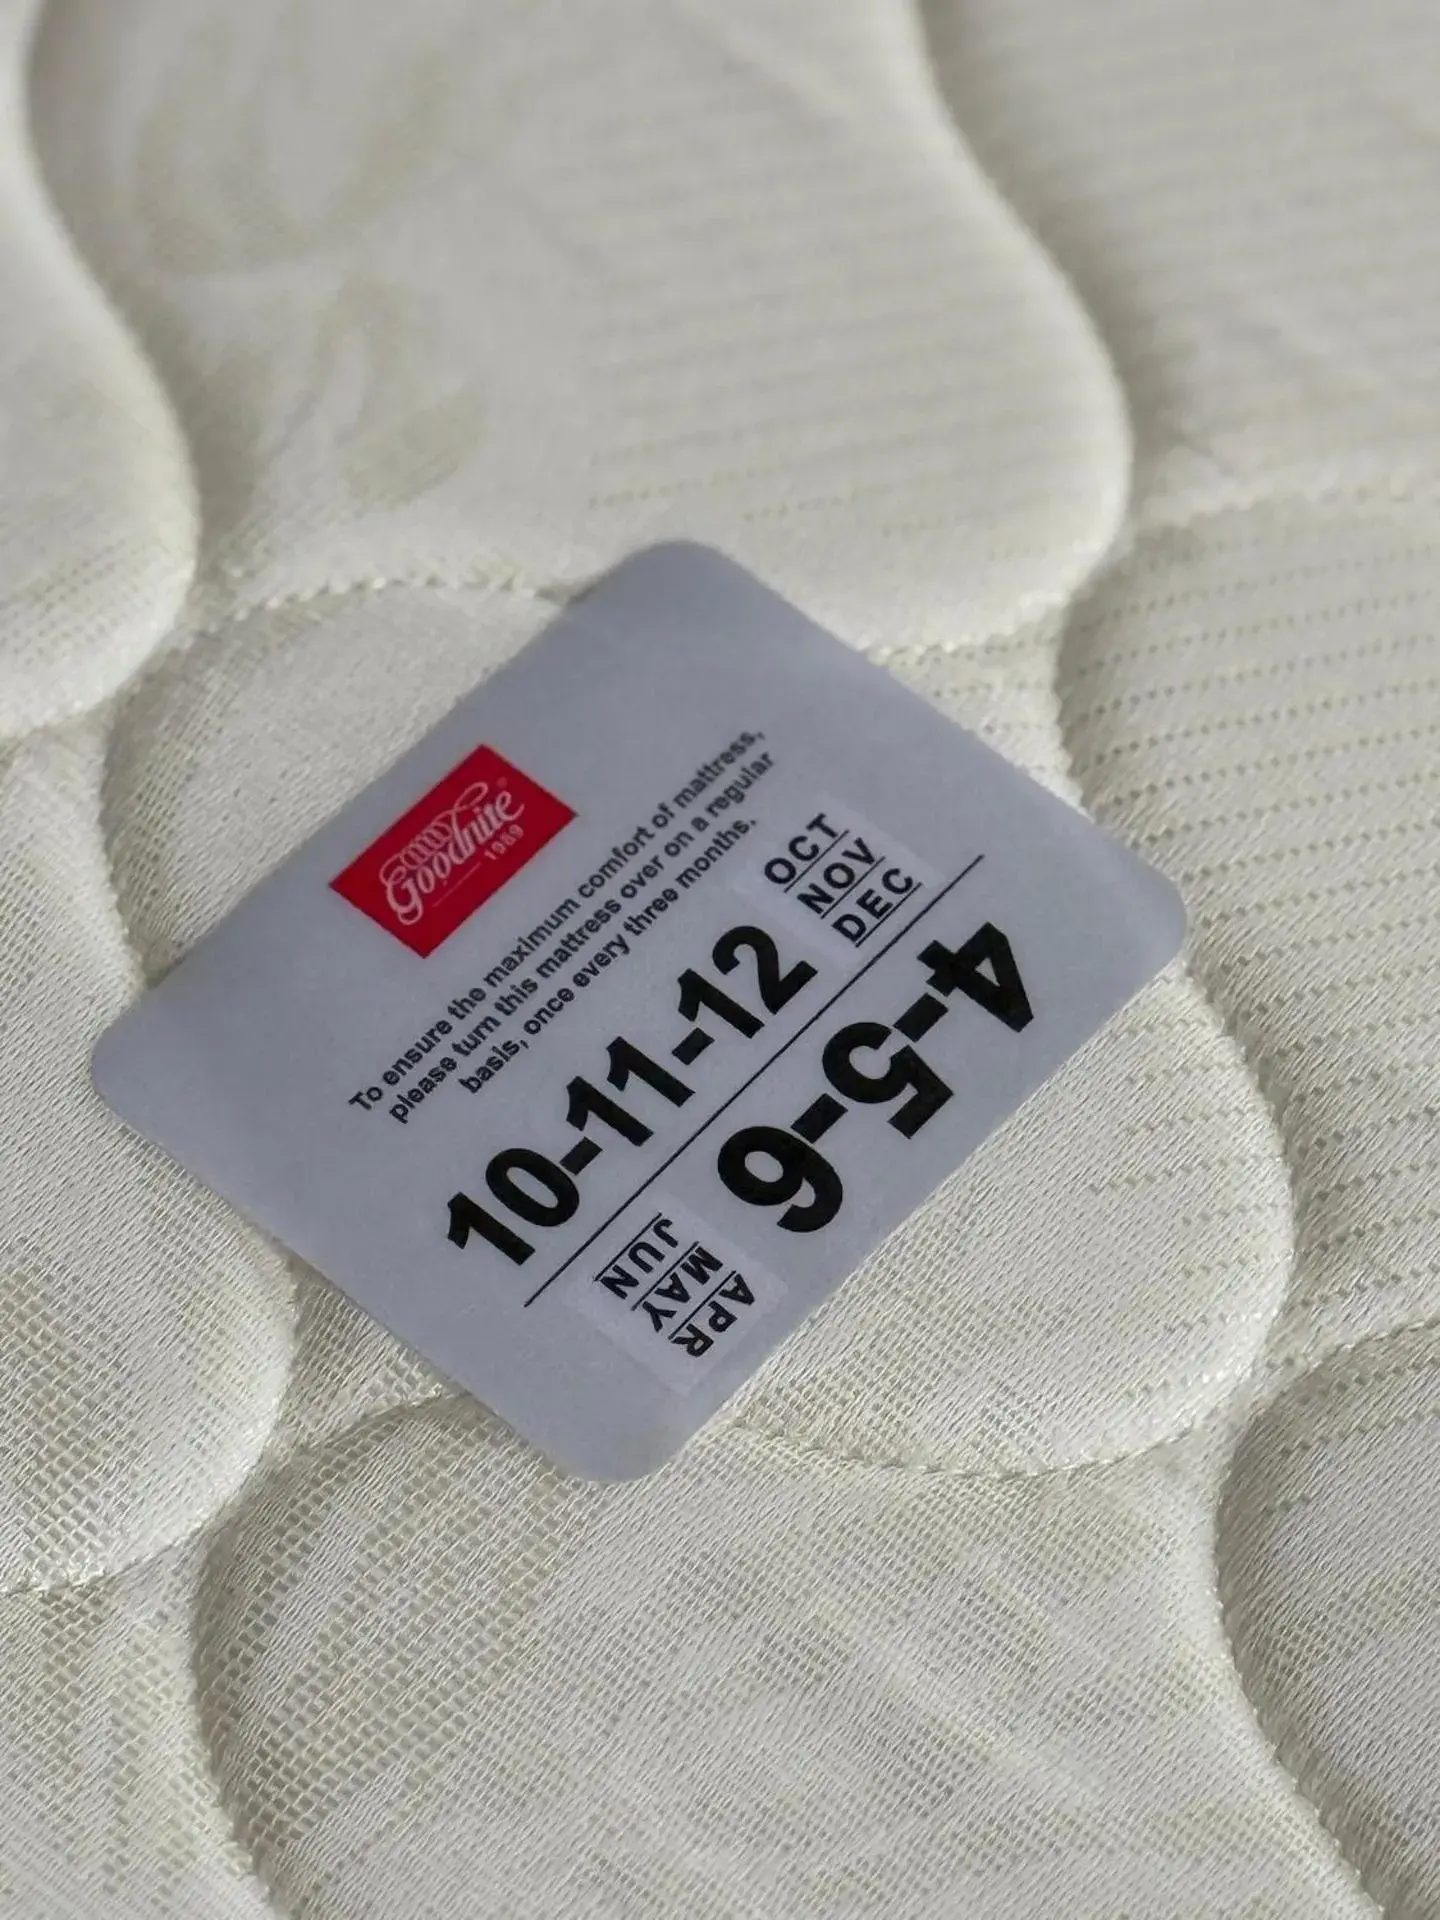 Goodnite
1989
To ensure the maximum comfort of mattress,
please turn this mattress over on a regular
basis, once every three months.
10-11-12
OCT
NOV
DEC
4-5-6
APR
MAY
JUN